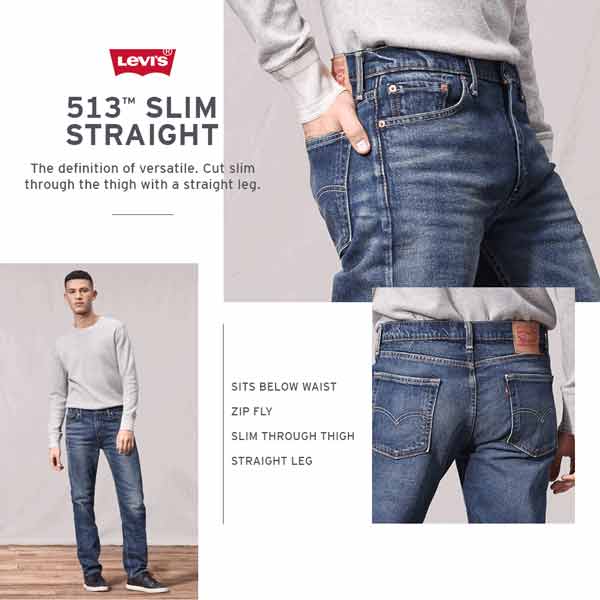 LEVI'S®
513™ SLIM
STRAIGHT
The definition of versatile. Cut slim
through the thigh with a straight leg.
SITS BELOW WAIST
ZIP FLY
SLIM THROUGH THIGH
STRAIGHT LEG